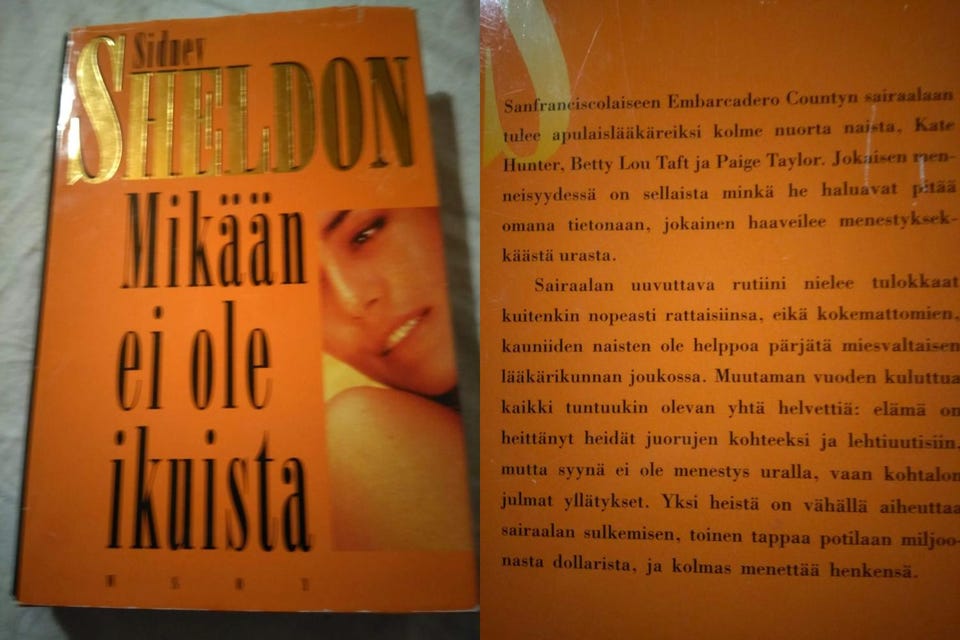 Sidney
SHELDON
Mikään
ei ole
ikuista
WSOY
Sanfranciscolaiseen Embarcadero Countyn sairaalaan
tulee apulaislääkäreiksi kolme nuorta naista, Kate
Hunter, Betty Lou Taft ja Paige Taylor. Jokaisen men-
neisyydessä on sellaista minkä he haluavat pitää
omana tietonaan, jokainen haaveilee menestyksek-
käästä urasta.
Sairaalan uuvuttava rutiini nielee tulokkaat
kuitenkin nopeasti rattaisiinsa, eikä kokemattomien,
kauniiden naisten ole helppoa pärjätä miesvaltaisen
lääkärikunnan joukossa. Muutaman vuoden kuluttua
kaikki tuntuukin olevan yhtä helvettiä: elämä on
heittänyt heidät juorujen kohteeksi ja lehtiuutisiin,
mutta syynä ei ole menestys uralla, vaan kohtalon
julmat yllätykset. Yksi heistä on vähällä aiheuttaa
sairaalan sulkemisen, toinen tappaa potilaan miljoo-
nasta dollarista, ja kolmas menettää henkensä.